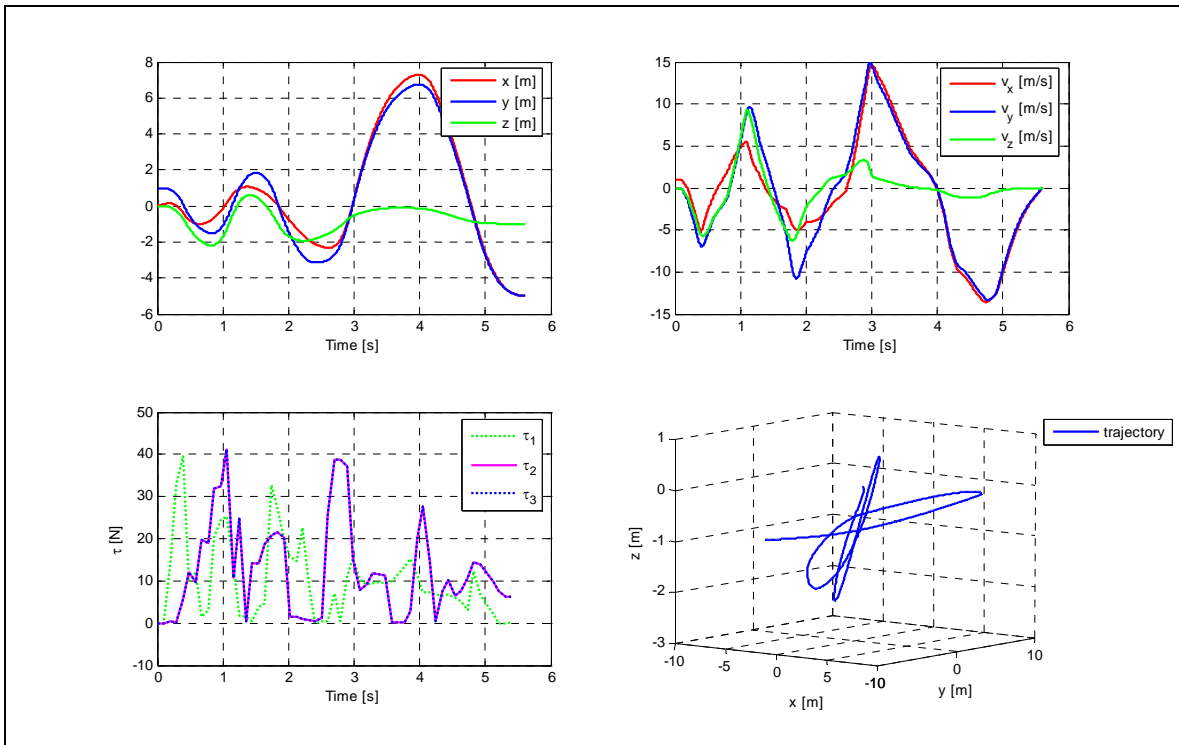 8
6
4
2
0
-2
-4
-6
0 1 2 3 4 5 6
Time [s]
x [m]
y [m]
z [m]
15
10
5
0
-5
-10
-15
0 1 2 3 4 5 6
Time [s]
v_x [m/s]
v_y [m/s]
v_z [m/s]
50
40
30
20
10
0
-10
0 1 2 3 4 5 6
Time [s]
τ [N]
τ_1
τ_2
τ_3
1
0
-1
-2
-3
z [m]
-10
-5
0
5
10
x [m]
-10
0
10
y [m]
trajectory